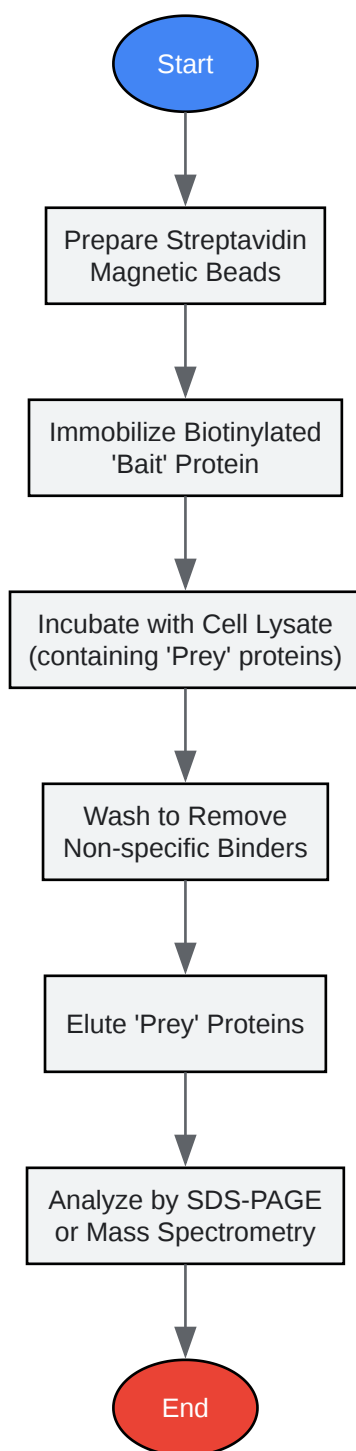 Start
Prepare Streptavidin
Magnetic Beads
Immobilize Biotinylated
'Bait' Protein
Incubate with Cell Lysate
(containing 'Prey' proteins)
Wash to Remove
Non-specific Binders
Elute 'Prey' Proteins
Analyze by SDS-PAGE
or Mass Spectrometry
End